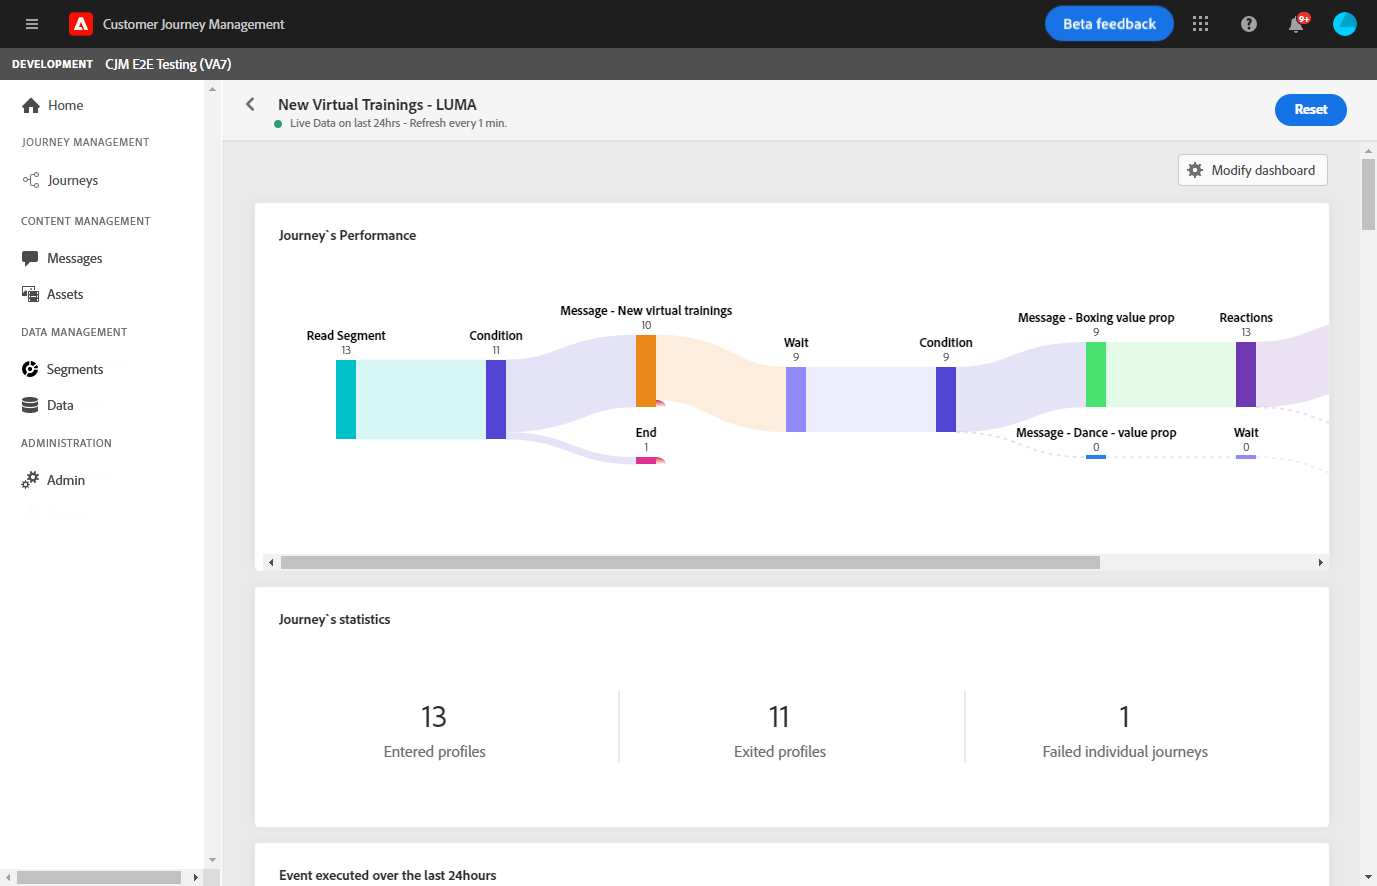 Customer Journey Management
Beta feedback
9+
DEVELOPMENT CJM E2E Testing (VA7)
Home
JOURNEY MANAGEMENT
Journeys
CONTENT MANAGEMENT
Messages
Assets
DATA MANAGEMENT
Segments
Data
ADMINISTRATION
Admin
New Virtual Trainings - LUMA
Live Data on last 24hrs - Refresh every 1 min.
Reset
Modify dashboard
Journey`s Performance
Read Segment
13
Condition
11
Message - New virtual trainings
10
End
1
Wait
9
Condition
9
Message - Boxing value prop
9
Reactions
13
Message - Dance - value prop
0
Wait
0
Journey`s statistics
13
Entered profiles
11
Exited profiles
1
Failed individual journeys
Event executed over the last 24hours